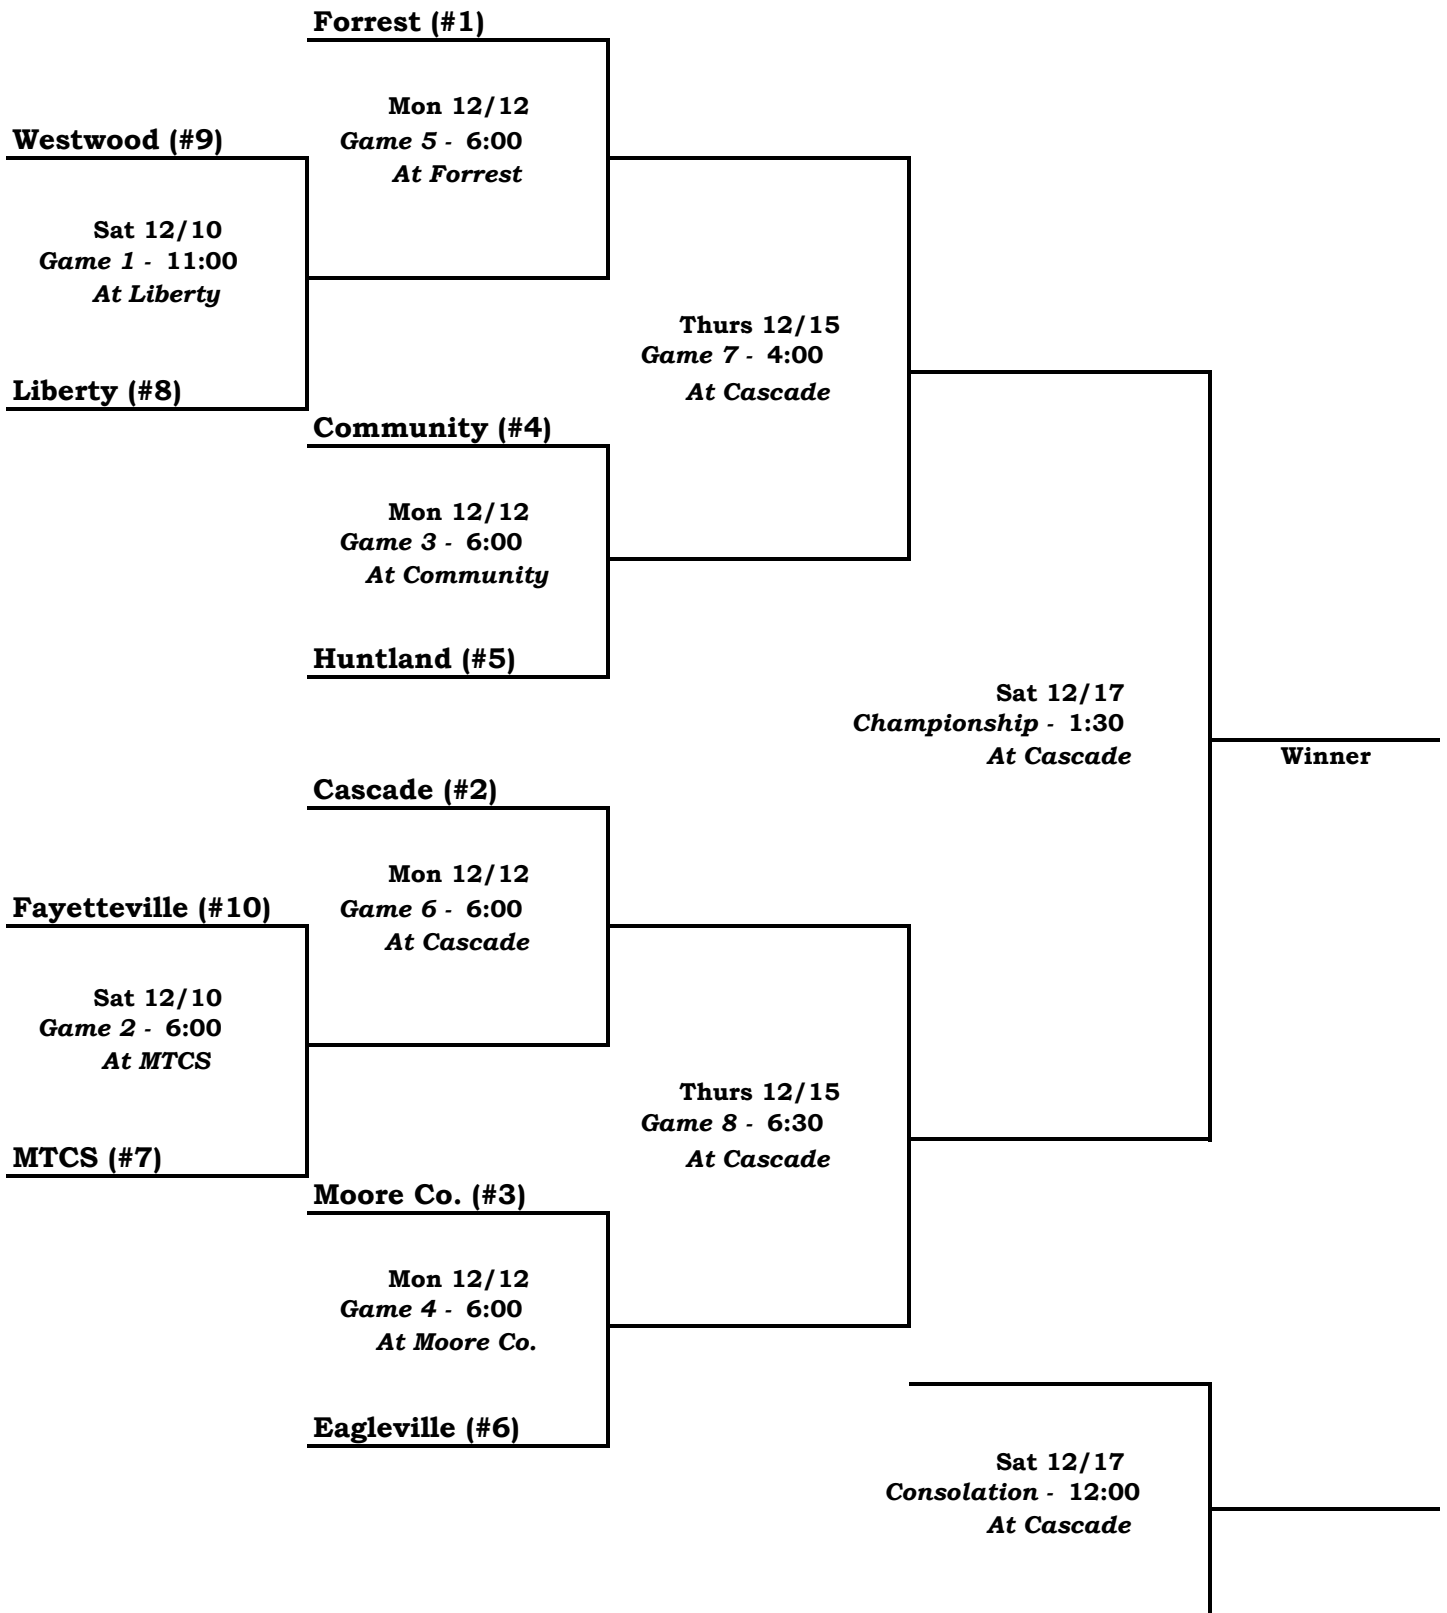 Forrest (#1)
Mon 12/12
Game 5 - 6:00
At Forrest
Westwood (#9)
Sat 12/10
Game 1 - 11:00
At Liberty
Liberty (#8)
Thurs 12/15
Game 7 - 4:00
At Cascade
Community (#4)
Mon 12/12
Game 3 - 6:00
At Community
Huntland (#5)
Sat 12/17
Championship - 1:30
At Cascade
Winner
Cascade (#2)
Mon 12/12
Game 6 - 6:00
At Cascade
Fayetteville (#10)
Sat 12/10
Game 2 - 6:00
At MTCS
MTCS (#7)
Thurs 12/15
Game 8 - 6:30
At Cascade
Moore Co. (#3)
Mon 12/12
Game 4 - 6:00
At Moore Co.
Eagleville (#6)
Sat 12/17
Consolation - 12:00
At Cascade